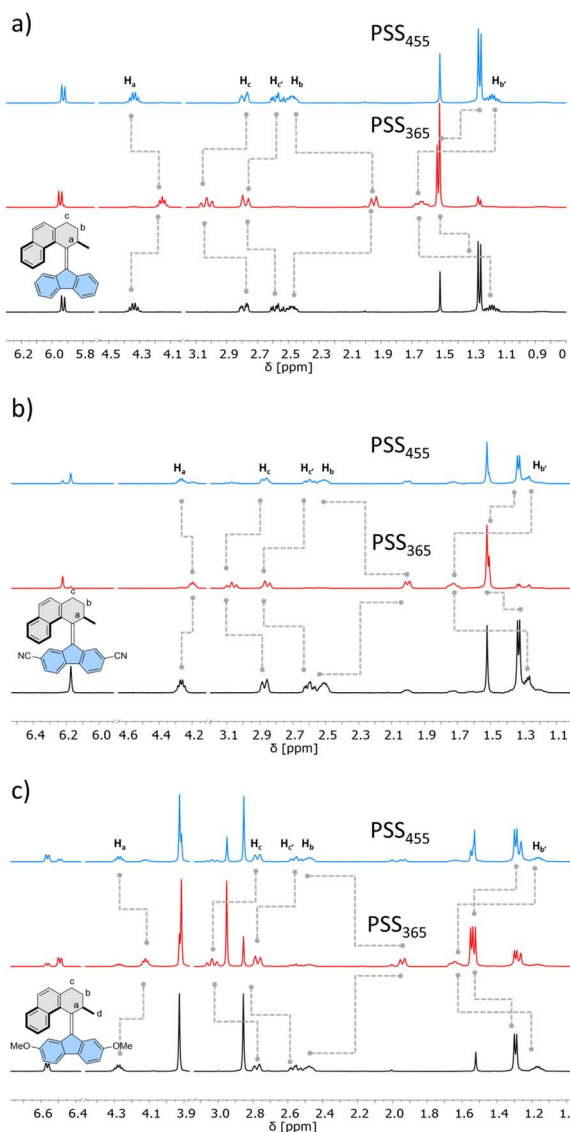 a)
PSS455
Ha Hc Hc' Hb Hb'
PSS365
c
b
a
6.2 6.0 5.8 4.5 4.3 4.1 3.1 2.9 2.7 2.5 2.3 2.1 1.9 1.7 1.5 1.3 1.1 0.9
δ [ppm] δ [ppm]
b)
PSS455
Ha Hc Hc' Hb Hb'
PSS365
c
b
a
NC CN
6.4 6.2 6.0 4.6 4.4 4.2 3.1 2.9 2.7 2.5 2.3 2.1 1.9 1.7 1.5 1.3 1.1
δ [ppm] δ [ppm]
c)
PSS455
Ha Hc Hc' Hb Hb'
PSS365
c
b
a d
MeO OMe
6.6 6.4 4.3 4.1 3.9 3.0 2.8 2.6 2.4 2.2 2.0 1.8 1.6 1.4 1.2 1.0
δ [ppm] δ [ppm]